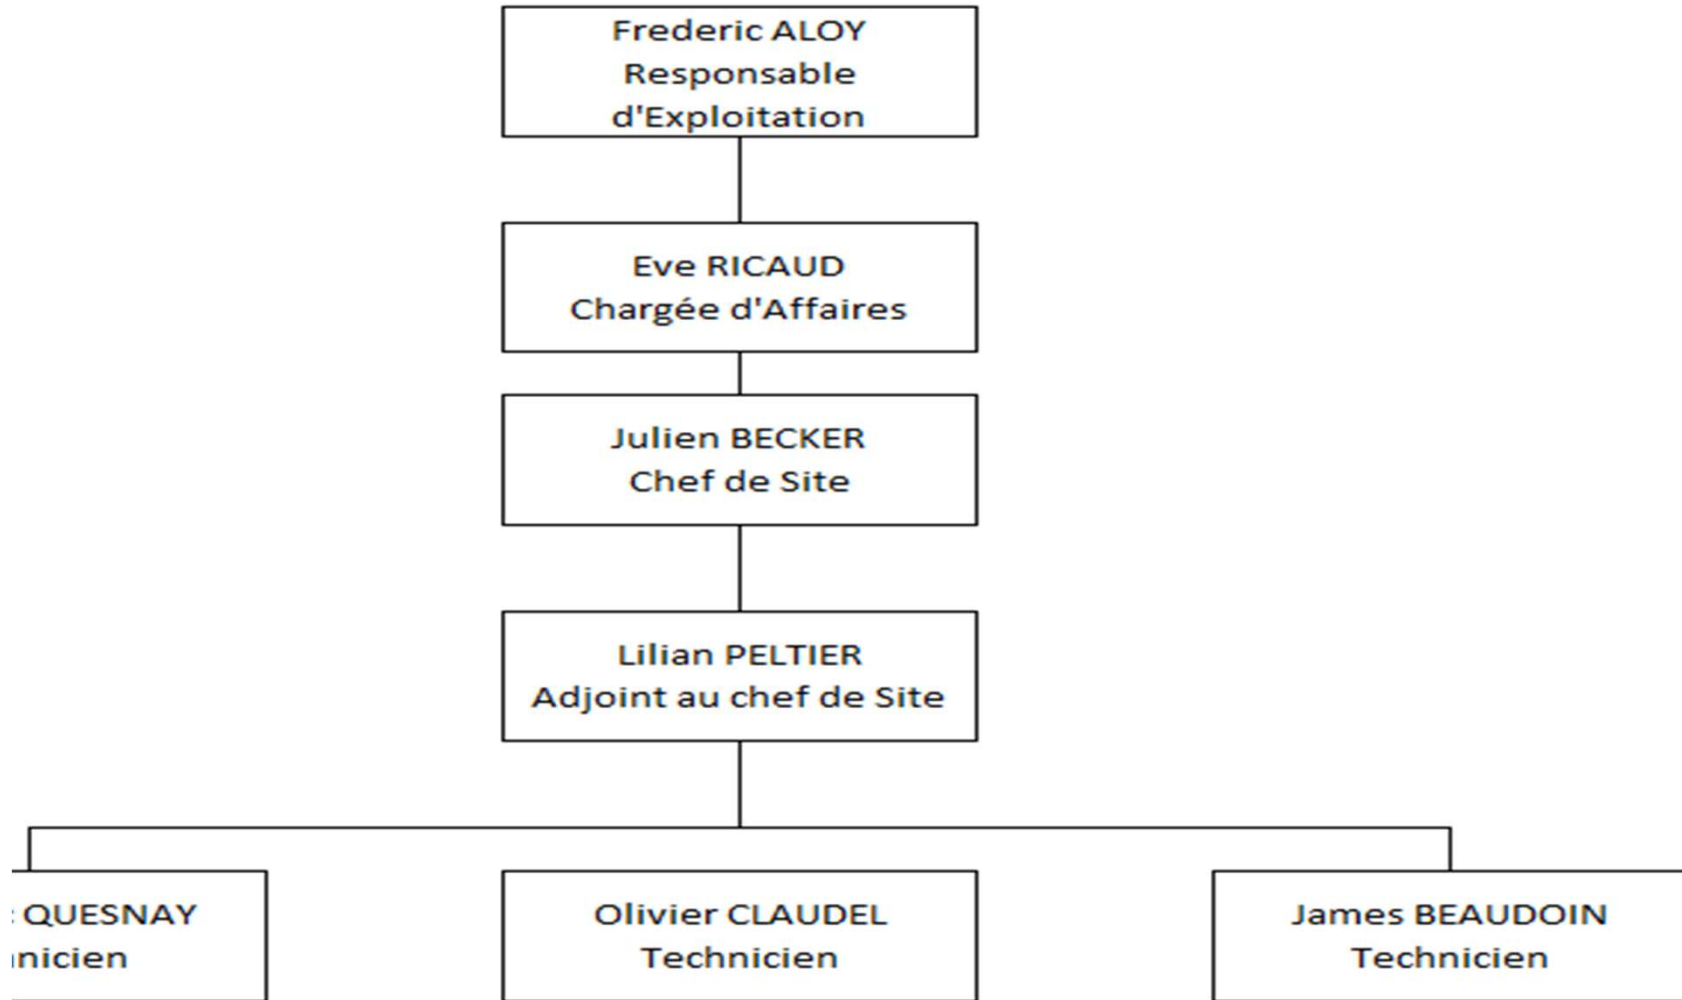 Frederic ALOY
Responsable
d'Exploitation
Eve RICAUD
Chargée d'Affaires
Julien BECKER
Chef de Site
Lilian PELTIER
Adjoint au chef de Site
QUESNAY
nicien
Olivier CLAUDEL
Technicien
James BEAUDOIN
Technicien